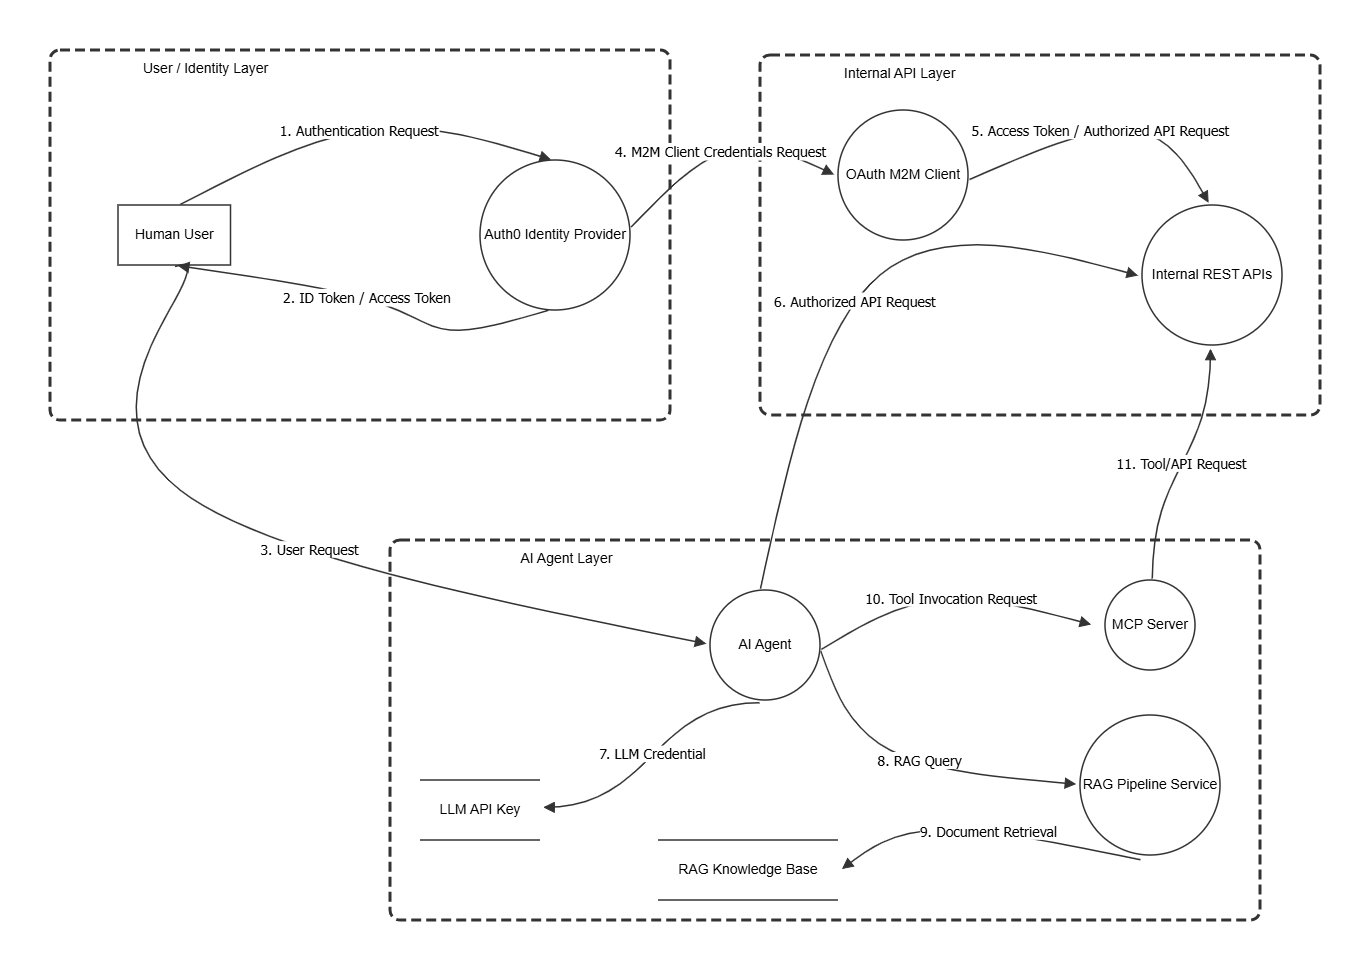 User / Identity Layer
Internal API Layer
1. Authentication Request
5. Access Token / Authorized API Request
4. M2M Client Credentials Request
OAuth M2M Client
Human User
Auth0 Identity Provider
Internal REST APIs
2. ID Token / Access Token
6. Authorized API Request
11. Tool/API Request
3. User Request
AI Agent Layer
10. Tool Invocation Request
MCP Server
AI Agent
7. LLM Credential
8. RAG Query
RAG Pipeline Service
LLM API Key
9. Document Retrieval
RAG Knowledge Base